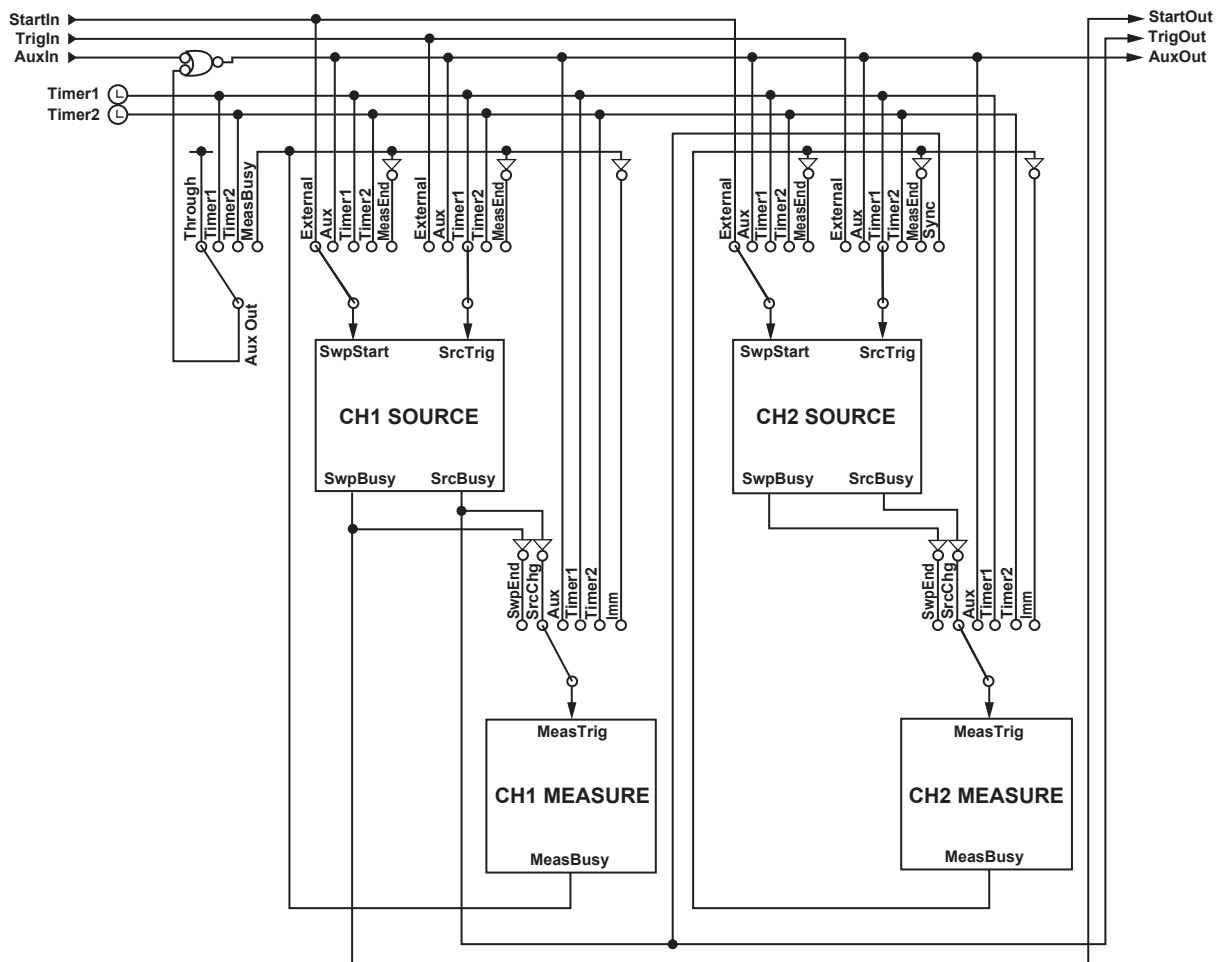 StartIn
TrigIn
AuxIn
StartOut
TrigOut
AuxOut
Timer1
Timer2
Through
Timer1
Timer2
MeasBusy
Aux Out
External
Aux
Timer1
Timer2
MeasEnd
External
Aux
Timer1
Timer2
MeasEnd
External
Aux
Timer1
Timer2
MeasEnd
External
Aux
Timer1
Timer2
MeasEnd
Sync
SwpStart
SrcTrig
CH1 SOURCE
SwpBusy
SrcBusy
SwpStart
SrcTrig
CH2 SOURCE
SwpBusy
SrcBusy
SwpEnd
SrcChg
Aux
Timer1
Timer2
Imm
SwpEnd
SrcChg
Aux
Timer1
Timer2
Imm
MeasTrig
CH1 MEASURE
MeasBusy
MeasTrig
CH2 MEASURE
MeasBusy